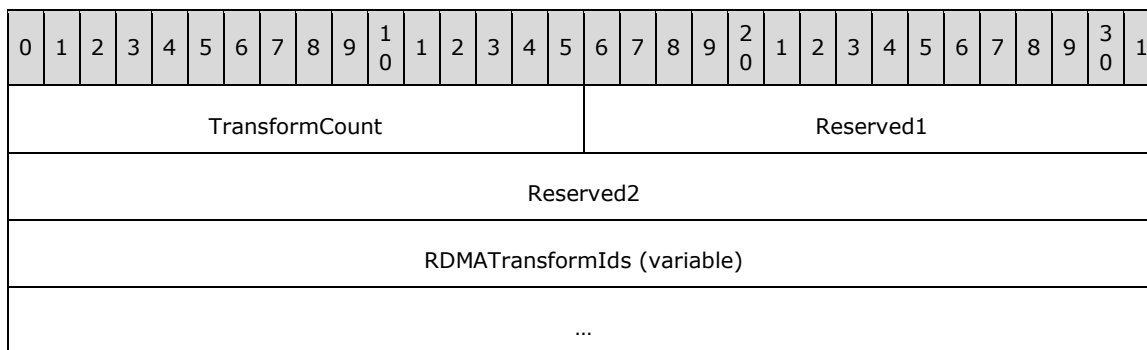 0 1 2 3 4 5 6 7 8 9 1 0 1 2 3 4 5 6 7 8 9 2 0 1 2 3 4 5 6 7 8 9 3 0 1
TransformCount Reserved1
Reserved2
RDMATransformIds (variable)
...